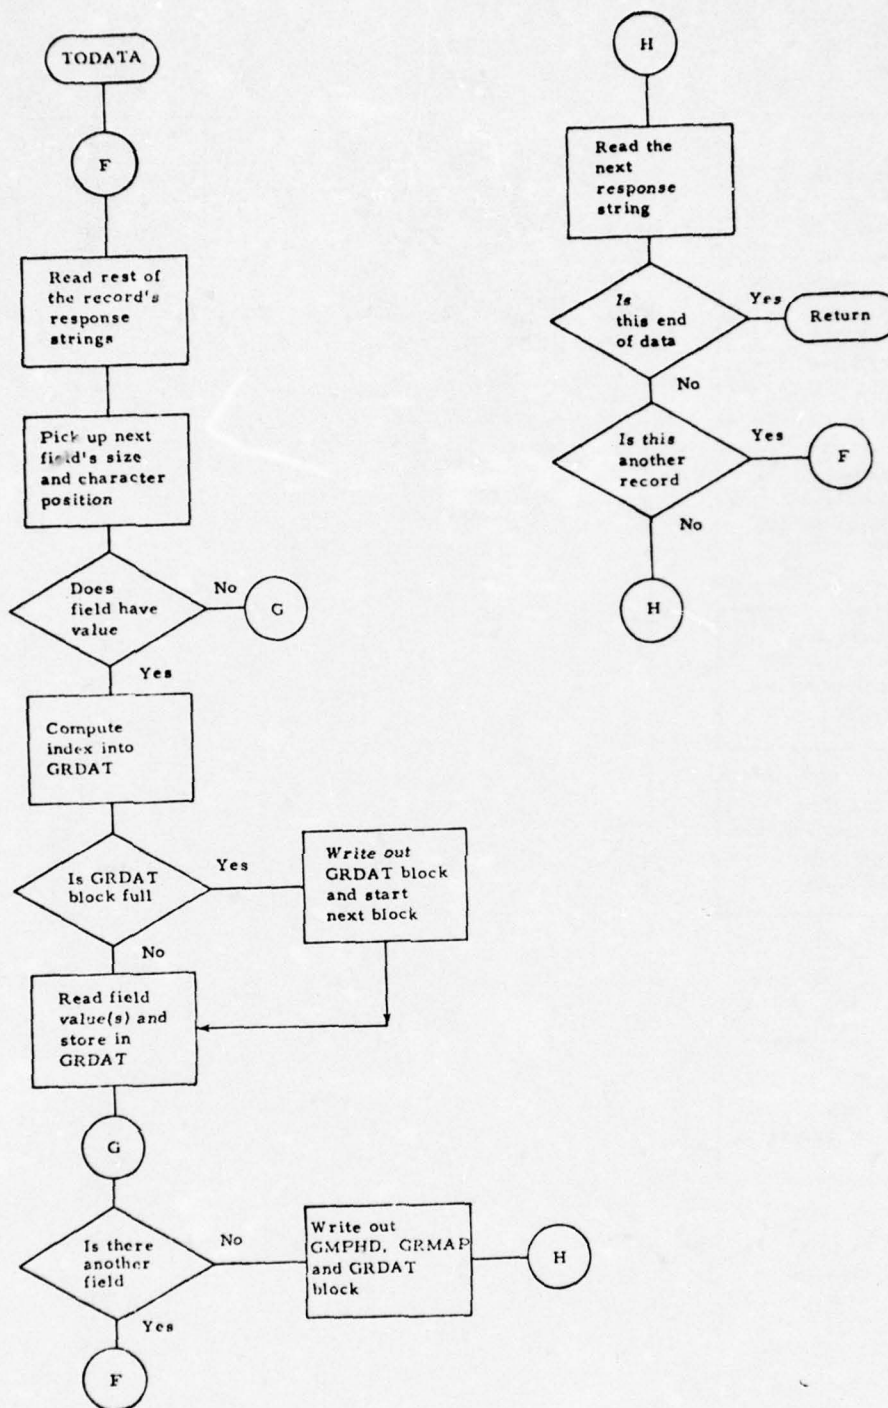 TODATA
F
Read rest of
the record's
response
strings
Pick up next
field's size
and character
position
Does
field have
value
No
G
Yes
Compute
index into
GRDAT
Is GRDAT
block full
Yes
Write out
GRDAT block
and start
next block
No
Read field
value(s) and
store in
GRDAT
G
Is there
another
field
No
Write out
GMPHD, GRMAP
and GRDAT
block
H
Yes
F
H
Read the
next
response
string
Is
this end
of data
Yes
Return
No
Is this
another
record
Yes
F
No
H